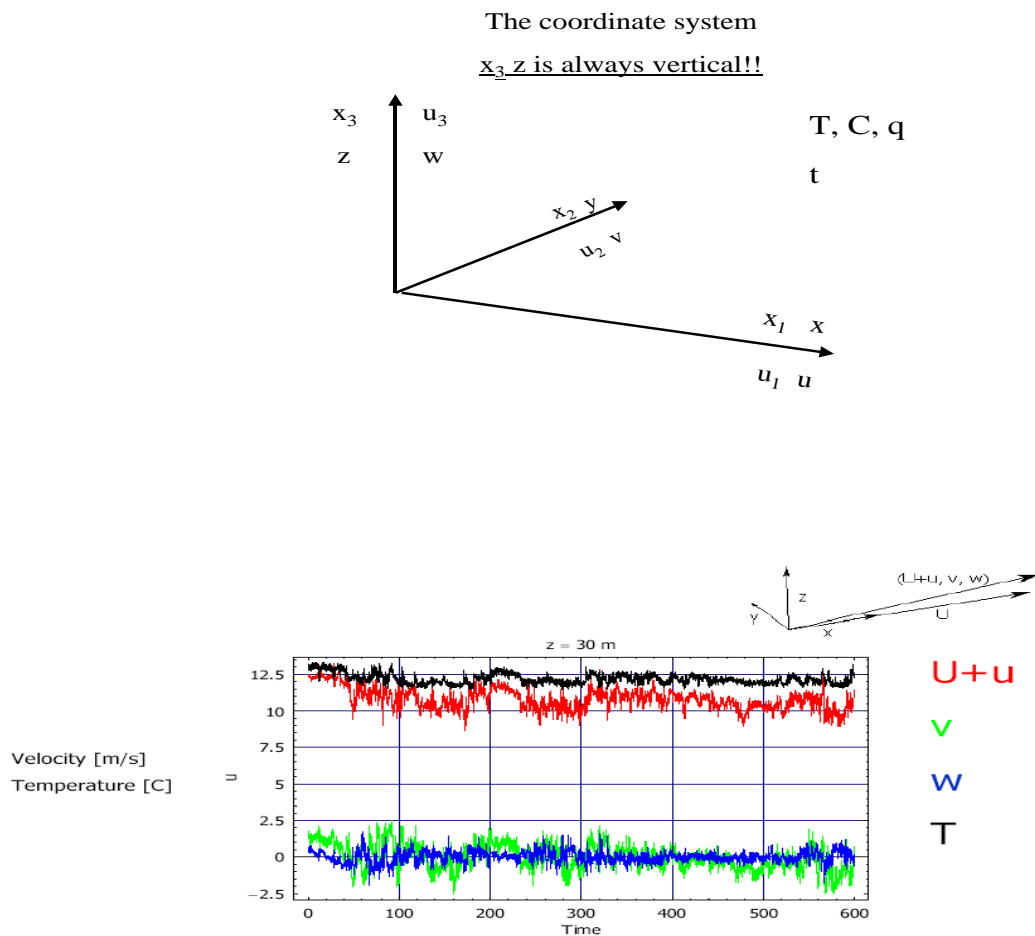 The coordinate system
x₃ z is always vertical!!
x₃ u₃
z w
T, C, q
t
x₂ y
u₂ v
x₁ x
u₁ u
(U+u, v, w)
z
y
x
U
z = 30 m
12.5
10
7.5
5
2.5
0
−2.5
u
Velocity [m/s]
Temperature [C]
0 100 200 300 400 500 600
Time
U+u
v
w
T